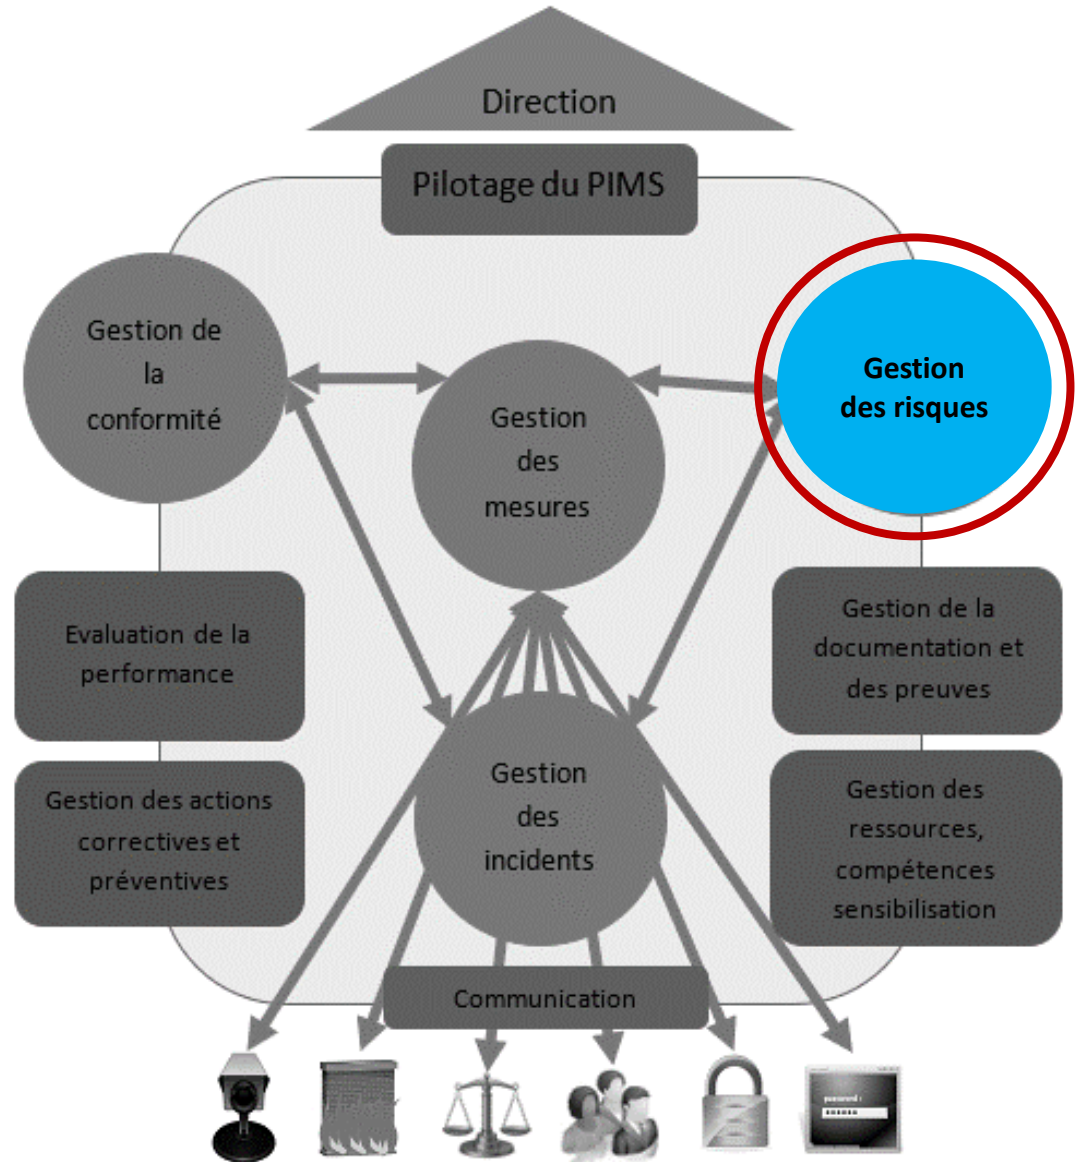 Direction
Pilotage du PIMS
Gestion de
la
conformité
Gestion
des
mesures
Gestion
des risques
Evaluation de la
performance
Gestion de la
documentation et
des preuves
Gestion des actions
correctives et
préventives
Gestion
des
incidents
Gestion des
ressources,
compétences
sensibilisation
Communication
password :